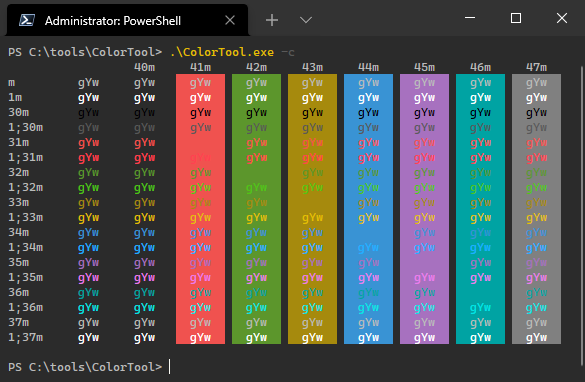 Administrator: PowerShell
PS C:\tools\ColorTool> .\ColorTool.exe -c
40m 41m 42m 43m 44m 45m 46m 47m
m gYw gYw gYw gYw gYw gYw gYw gYw gYw
1m gYw gYw gYw gYw gYw gYw gYw gYw gYw
30m gYw gYw gYw gYw gYw gYw gYw gYw gYw
1;30m gYw gYw gYw gYw gYw gYw gYw gYw gYw
31m gYw gYw gYw gYw gYw gYw gYw gYw
1;31m gYw gYw gYw gYw gYw gYw gYw gYw gYw
32m gYw gYw gYw gYw gYw gYw gYw gYw
1;32m gYw gYw gYw gYw gYw gYw gYw gYw gYw
33m gYw gYw gYw gYw gYw gYw gYw gYw
1;33m gYw gYw gYw gYw gYw gYw gYw gYw gYw
34m gYw gYw gYw gYw gYw gYw gYw gYw
1;34m gYw gYw gYw gYw gYw gYw gYw gYw gYw
35m gYw gYw gYw gYw gYw gYw gYw gYw
1;35m gYw gYw gYw gYw gYw gYw gYw gYw gYw
36m gYw gYw gYw gYw gYw gYw gYw gYw
1;36m gYw gYw gYw gYw gYw gYw gYw gYw gYw
37m gYw gYw gYw gYw gYw gYw gYw gYw gYw
1;37m gYw gYw gYw gYw gYw gYw gYw gYw gYw
PS C:\tools\ColorTool>